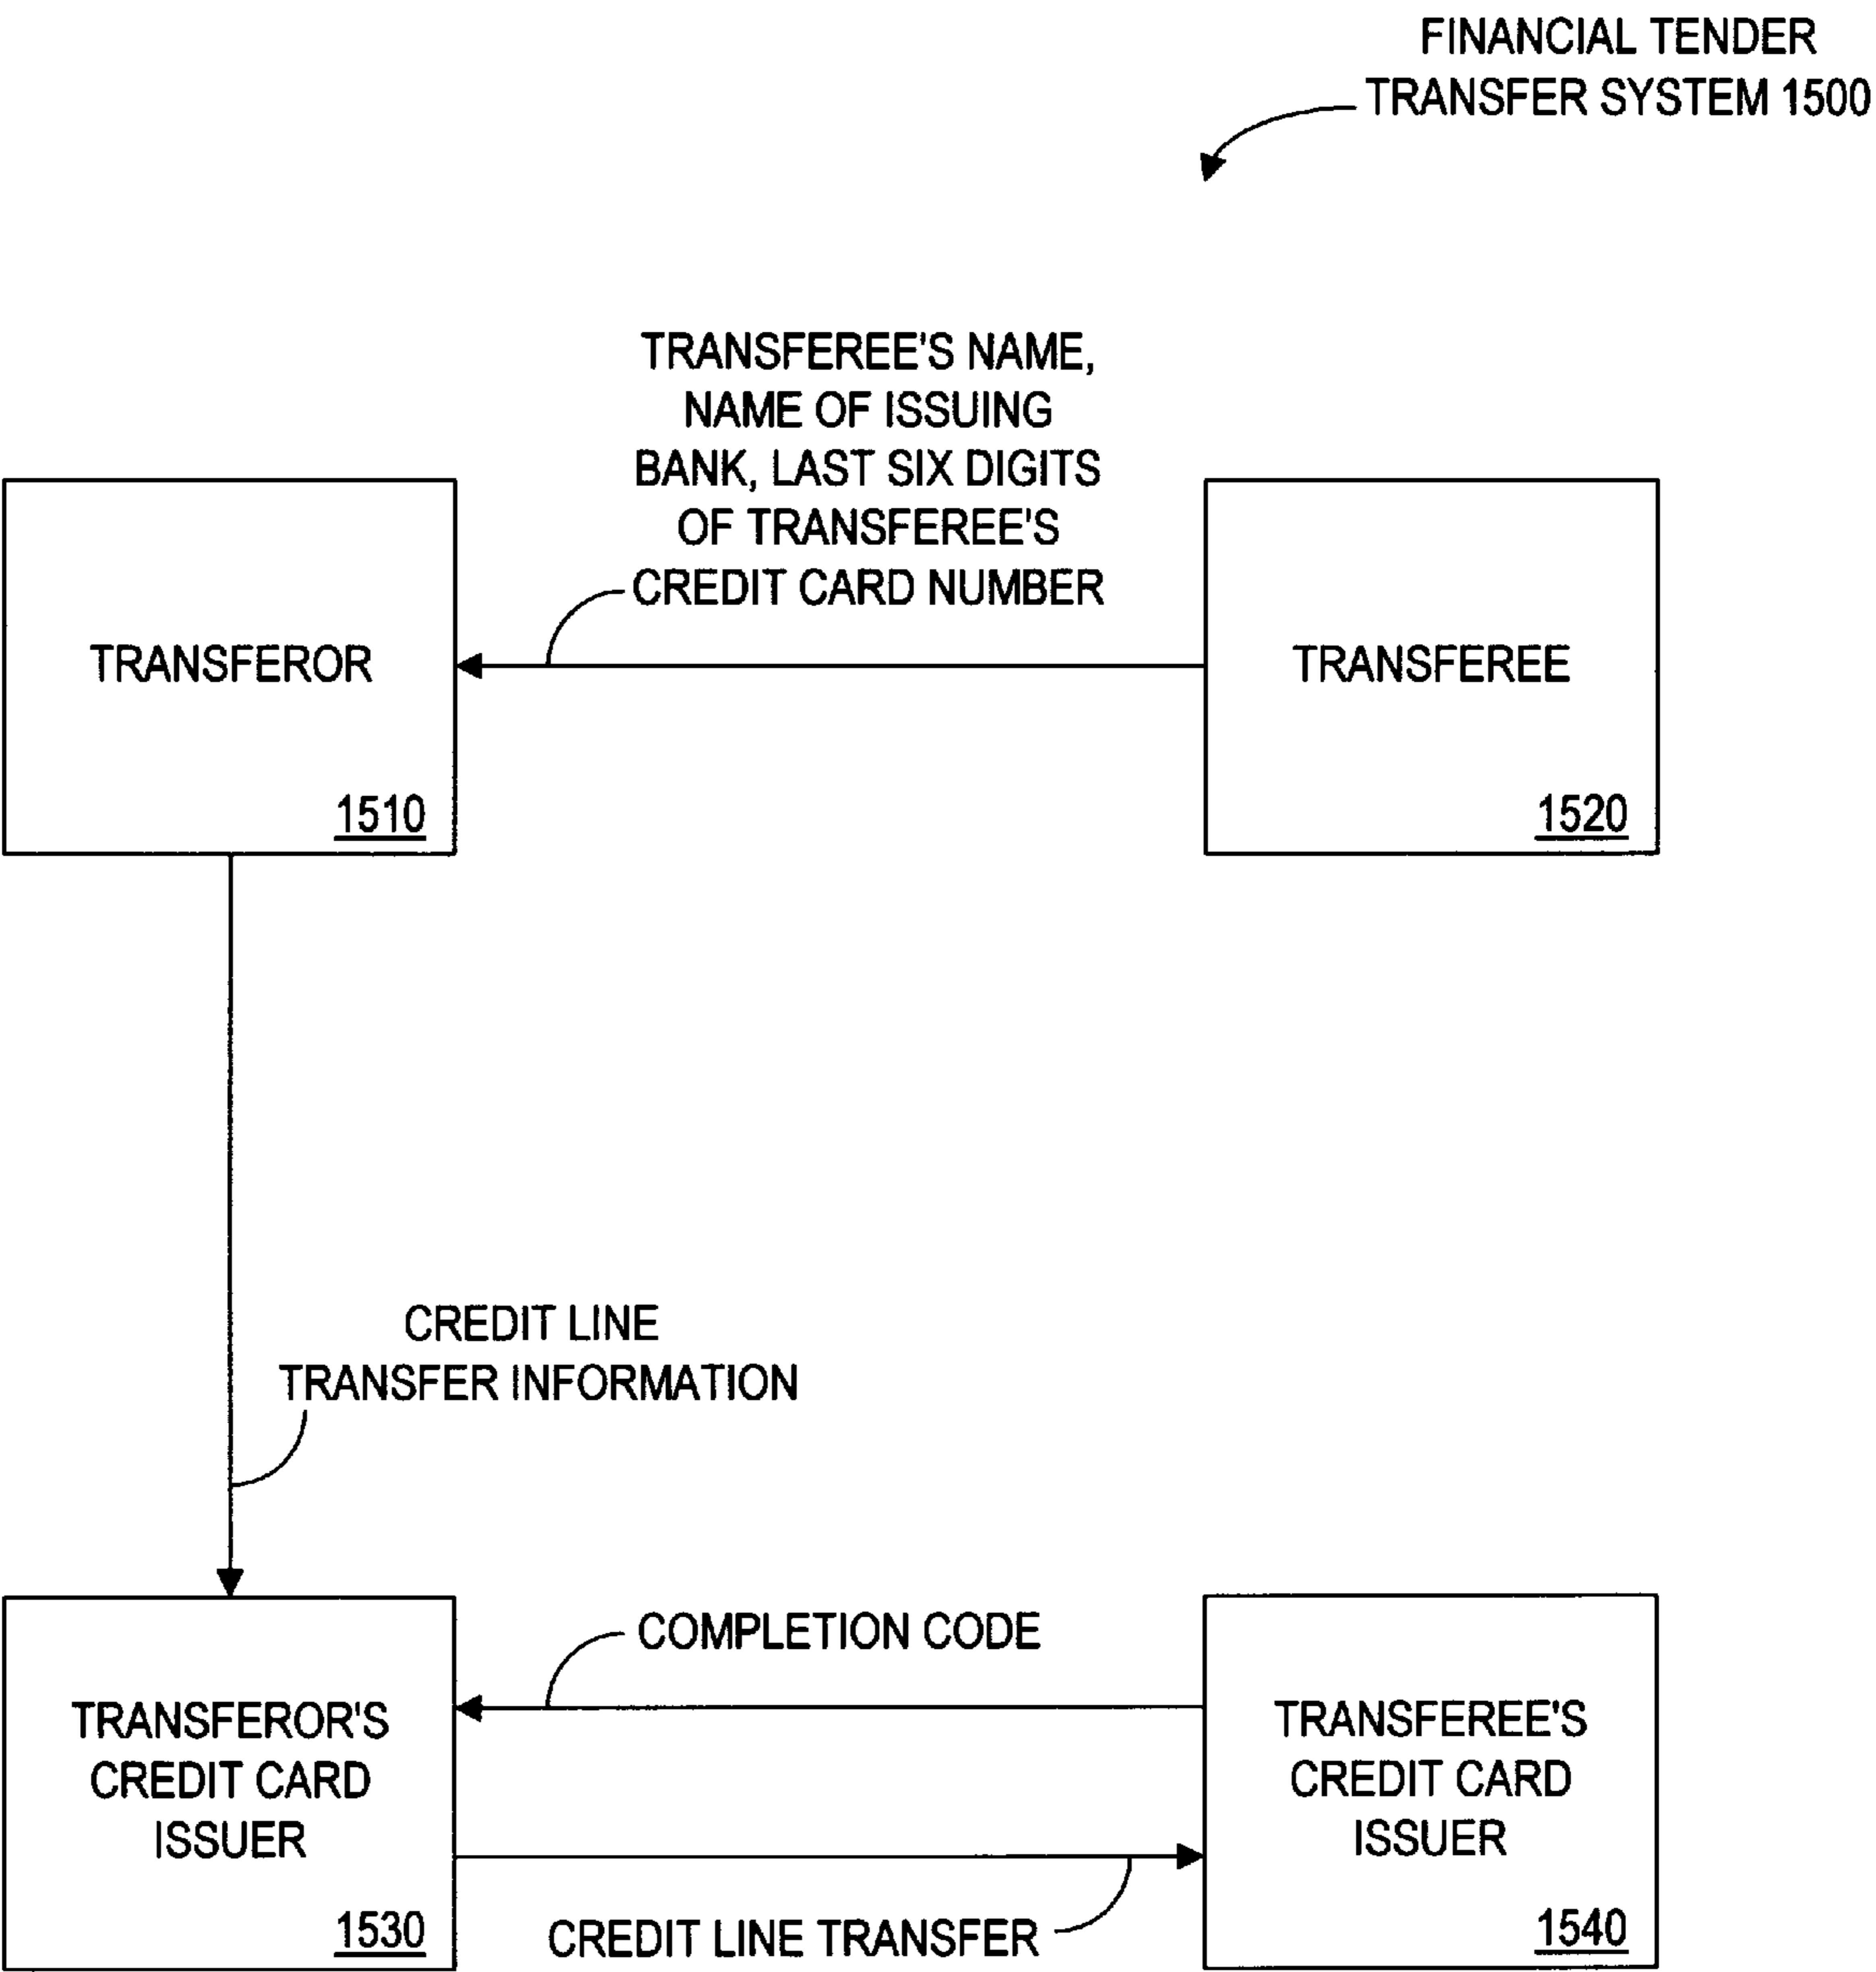 FINANCIAL TENDER
TRANSFER SYSTEM 1500
TRANSFEREE'S NAME,
NAME OF ISSUING
BANK, LAST SIX DIGITS
OF TRANSFEREE'S
CREDIT CARD NUMBER
TRANSFEROR
1510
TRANSFEREE
1520
CREDIT LINE
TRANSFER INFORMATION
COMPLETION CODE
TRANSFEROR'S
CREDIT CARD
ISSUER
1530
TRANSFEREE'S
CREDIT CARD
ISSUER
1540
CREDIT LINE TRANSFER